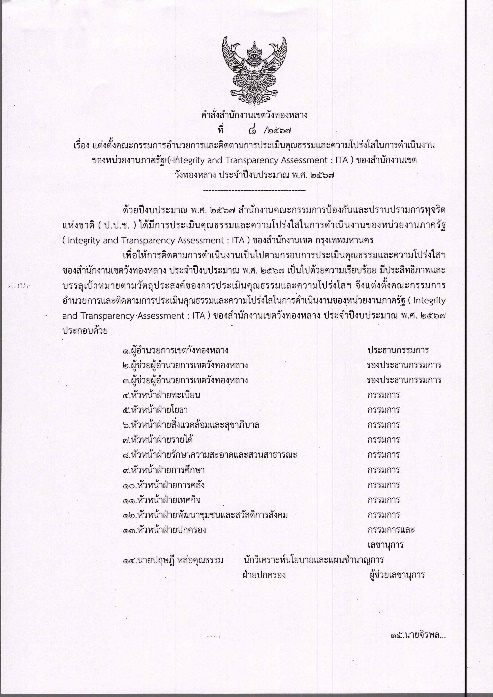 คำสั่งสำนักงานเขตวังทองหลาง
ที่ /๒๕๖๗
เรื่อง แต่งตั้งคณะกรรมการอำนวยการและติดตามการประเมินคุณธรรมและความโปร่งใสในการดำเนินงาน
ของหน่วยงานภาครัฐ (Integrity and Transparency Assessment : ITA ) ของสำนักงานเขต
วังทองหลาง ประจำปีงบประมาณ พ.ศ. ๒๕๖๗
ด้วยปีงบประมาณ พ.ศ. ๒๕๖๗ สำนักงานคณะกรรมการป้องกันและปราบปรามการทุจริต
แห่งชาติ ( ป.ป.ช. ) ได้มีการประเมินคุณธรรมและความโปร่งใสในการดำเนินงานของหน่วยงานภาครัฐ
( Integrity and Transparency Assessment : ITA ) ของสำนักงานเขต กรุงเทพมหานคร
เพื่อให้การติดตามการดำเนินงานเป็นไปตามกรอบการประเมินคุณธรรมและความโปร่งใสฯ
ของสำนักงานเขตวังทองหลาง ประจำปีงบประมาณ พ.ศ. ๒๕๖๘ เป็นไปด้วยความเรียบร้อย มีประสิทธิภาพและ
บรรลุเป้าหมายตามวัตถุประสงค์ของการประเมินคุณธรรมและความโปร่งใสฯ จึงแต่งตั้งคณะกรรมการ
อำนวยการและติดตามการประเมินคุณธรรมและความโปร่งใสในการดำเนินงานของหน่วยงานภาครัฐ ( Integrity
and Transparency Assessment : ITA ) ของสำนักงานเขตวังทองหลาง ประจำปีงบประมาณ พ.ศ. ๒๕๖๗
ประกอบด้วย
๑.ผู้อำนวยการเขตวังทองหลาง ประธานกรรมการ
๒.ผู้ช่วยผู้อำนวยการเขตวังทองหลาง รองประธานกรรมการ
๓.ผู้ช่วยผู้อำนวยการเขตวังทองหลาง รองประธานกรรมการ
๔.หัวหน้าฝ่ายทะเบียน กรรมการ
๕.หัวหน้าฝ่ายโยธา กรรมการ
๖.หัวหน้าฝ่ายสิ่งแวดล้อมและสุขาภิบาล กรรมการ
๗.หัวหน้าฝ่ายรายได้ กรรมการ
๘.หัวหน้าฝ่ายรักษาความสะอาดและสวนสาธารณะ กรรมการ
๙.หัวหน้าฝ่ายการศึกษา กรรมการ
๑๐.หัวหน้าฝ่ายการคลัง กรรมการ
๑๑.หัวหน้าฝ่ายเทศกิจ กรรมการ
๑๒.หัวหน้าฝ่ายพัฒนาชุมชนและสวัสดิการสังคม กรรมการ
๑๓.หัวหน้าฝ่ายปกครอง กรรมการและ
เลขานุการ
๑๔.นายปฤษฎี หล่อคุณธรรม นักวิเคราะห์นโยบายและแผนชำนาญการ
ฝ่ายปกครอง ผู้ช่วยเลขานุการ
๑๕.นายจิรพล...